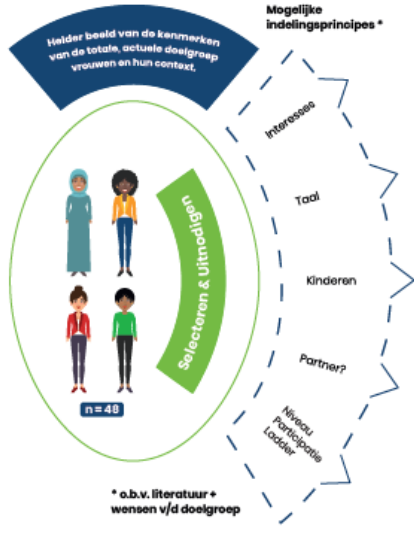 Mogelijke
indelingsprincipes *
Helder beeld van de kenmerken
van de totale, actuele doelgroep
vrouwen en hun context.
Interesses
Taal
Kinderen
Partner?
Niveau
Participatie
Ladder
Selecteren & Uitnodigen
n = 48
* o.b.v. literatuur +
wensen v/d doelgroep